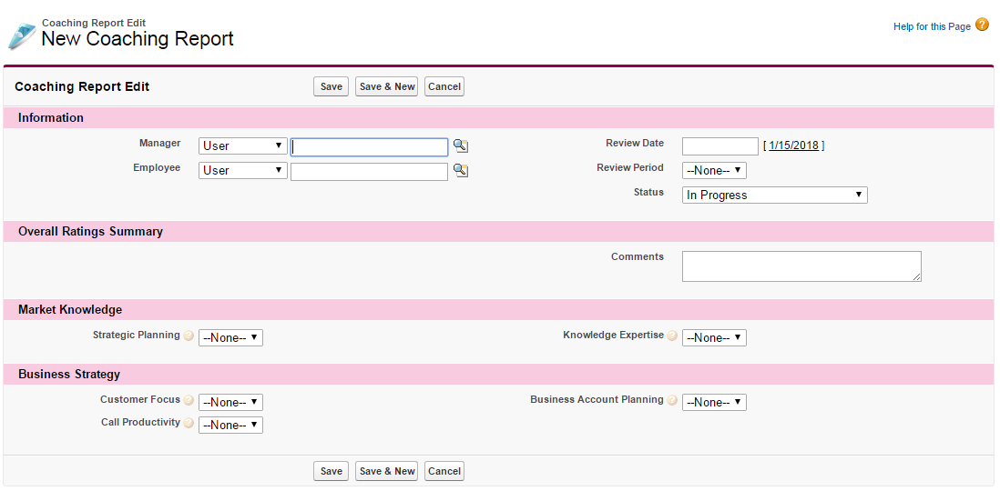 Coaching Report Edit
New Coaching Report
Help for this Page ?
Coaching Report Edit Save Save & New Cancel
Information
Manager User Review Date [ 1/15/2018 ]
Employee User Review Period --None--
Status In Progress
Overall Ratings Summary
Comments
Market Knowledge
Strategic Planning ? --None-- Knowledge Expertise ? --None--
Business Strategy
Customer Focus ? --None-- Business Account Planning ? --None--
Call Productivity ? --None--
Save Save & New Cancel